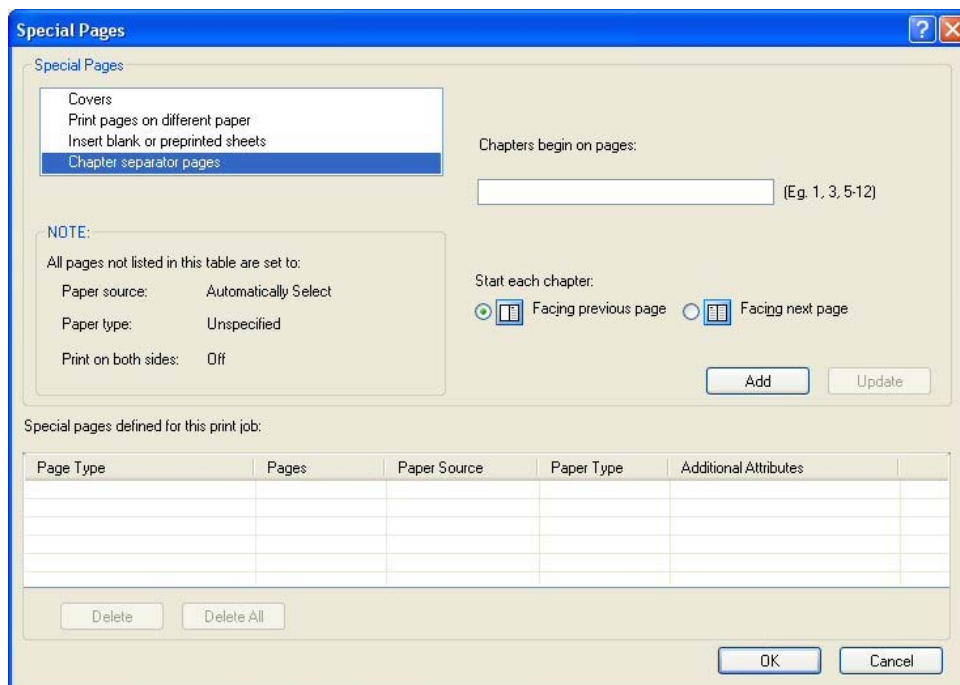 Special Pages
Special Pages
Covers
Print pages on different paper
Insert blank or preprinted sheets
Chapter separator pages
Chapters begin on pages:
(Eg. 1, 3, 5-12)
NOTE:
All pages not listed in this table are set to:
Paper source: Automatically Select
Paper type: Unspecified
Print on both sides: Off
Start each chapter:
Facing previous page Facing next page
Add Update
Special pages defined for this print job:
Page Type Pages Paper Source Paper Type Additional Attributes
Delete Delete All
OK Cancel